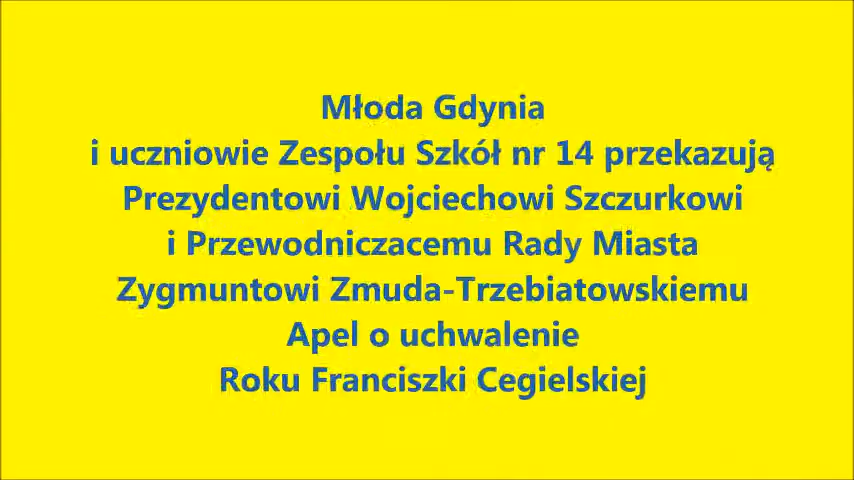 Młoda Gdynia
i uczniowie Zespołu Szkół nr 14 przekazują
Prezydentowi Wojciechowi Szczurkowi
i Przewodniczacemu Rady Miasta
Zygmuntowi Zmuda-Trzebiatowskiemu
Apel o uchwalenie
Roku Franciszki Cegielskiej